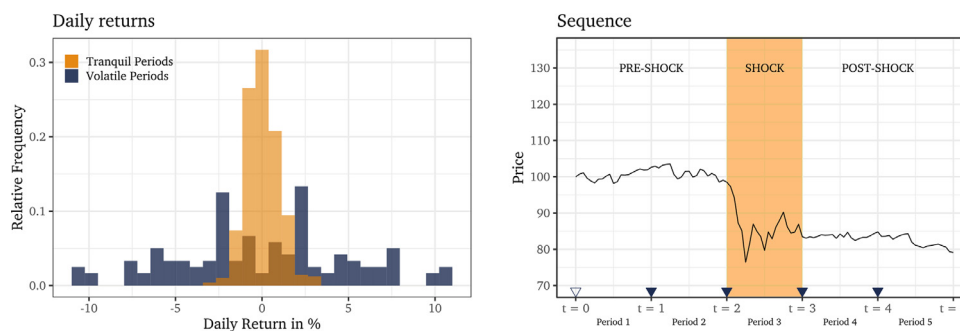 Daily returns
Tranquil Periods
Volatile Periods
Relative Frequency
0.3
0.2
0.1
0.0
-10
-5
0
5
10
Daily Return in %
Sequence
PRE-SHOCK
SHOCK
POST-SHOCK
Price
130
120
110
100
90
80
70
t = 0
t = 1
t = 2
t = 3
t = 4
t =
Period 1
Period 2
Period 3
Period 4
Period 5